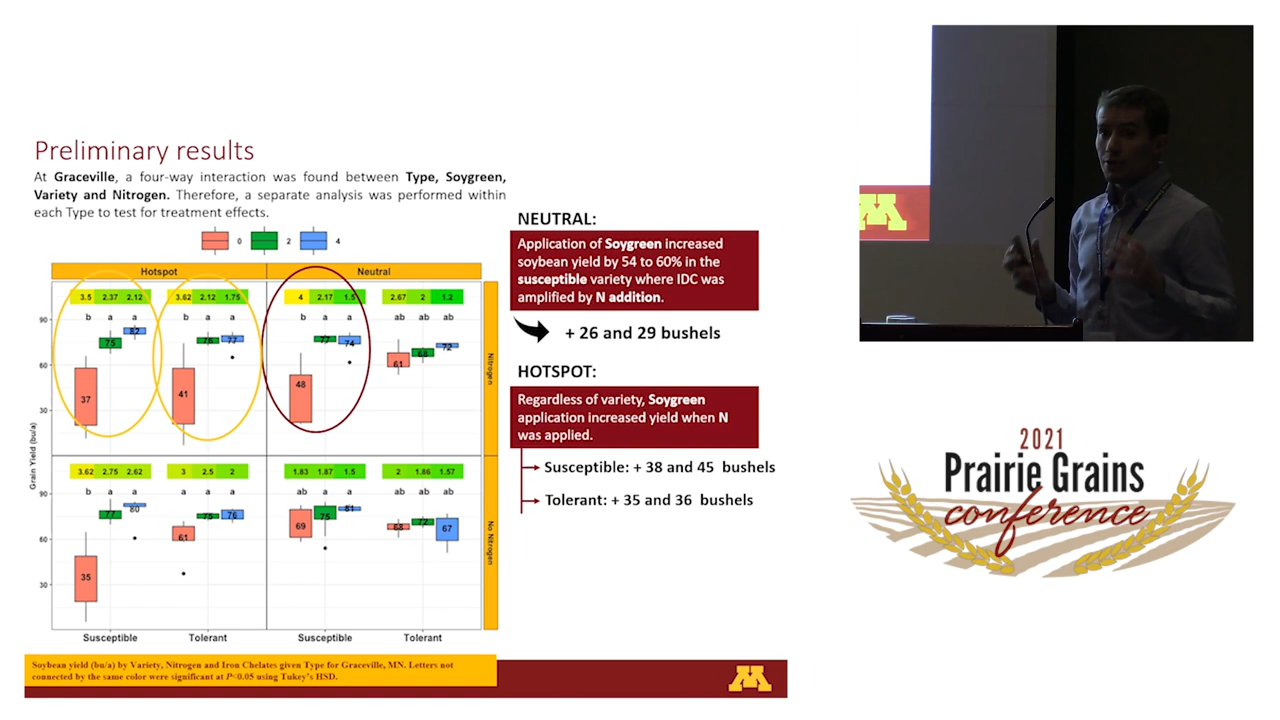 Preliminary results
At Graceville, a four-way interaction was found between Type, Soygreen,
Variety and Nitrogen. Therefore, a separate analysis was performed within
each Type to test for treatment effects.
0 2 4
Hotspot Neutral
3.5 2.37 2.12 3.62 2.12 1.75 4 2.17 1.5 2.67 2 1.2
b a a b a a b a a ab ab ab
90
60
30
37 75 82 41 76 77 48 77 74 61 68 72
Nitrogen
Grain Yield (bu/a)
3.62 2.75 2.62 3 2.5 2 1.83 1.87 1.5 2 1.86 1.57
b a a a a a ab a a ab ab ab
90
60
30
35 77 80 61 75 76 69 75 81 68 72 67
No Nitrogen
Susceptible Tolerant Susceptible Tolerant
Soybean yield (bu/a) by Variety, Nitrogen and Iron Chelates given Type for Graceville, MN. Letters not
connected by the same color were significant at P<0.05 using Tukey's HSD.
NEUTRAL:
Application of Soygreen increased
soybean yield by 54 to 60% in the
susceptible variety where IDC was
amplified by N addition.
+ 26 and 29 bushels
HOTSPOT:
Regardless of variety, Soygreen
application increased yield when N
was applied.
Susceptible: + 38 and 45 bushels
Tolerant: + 35 and 36 bushels
M
M
2021
Prairie Grains
conference